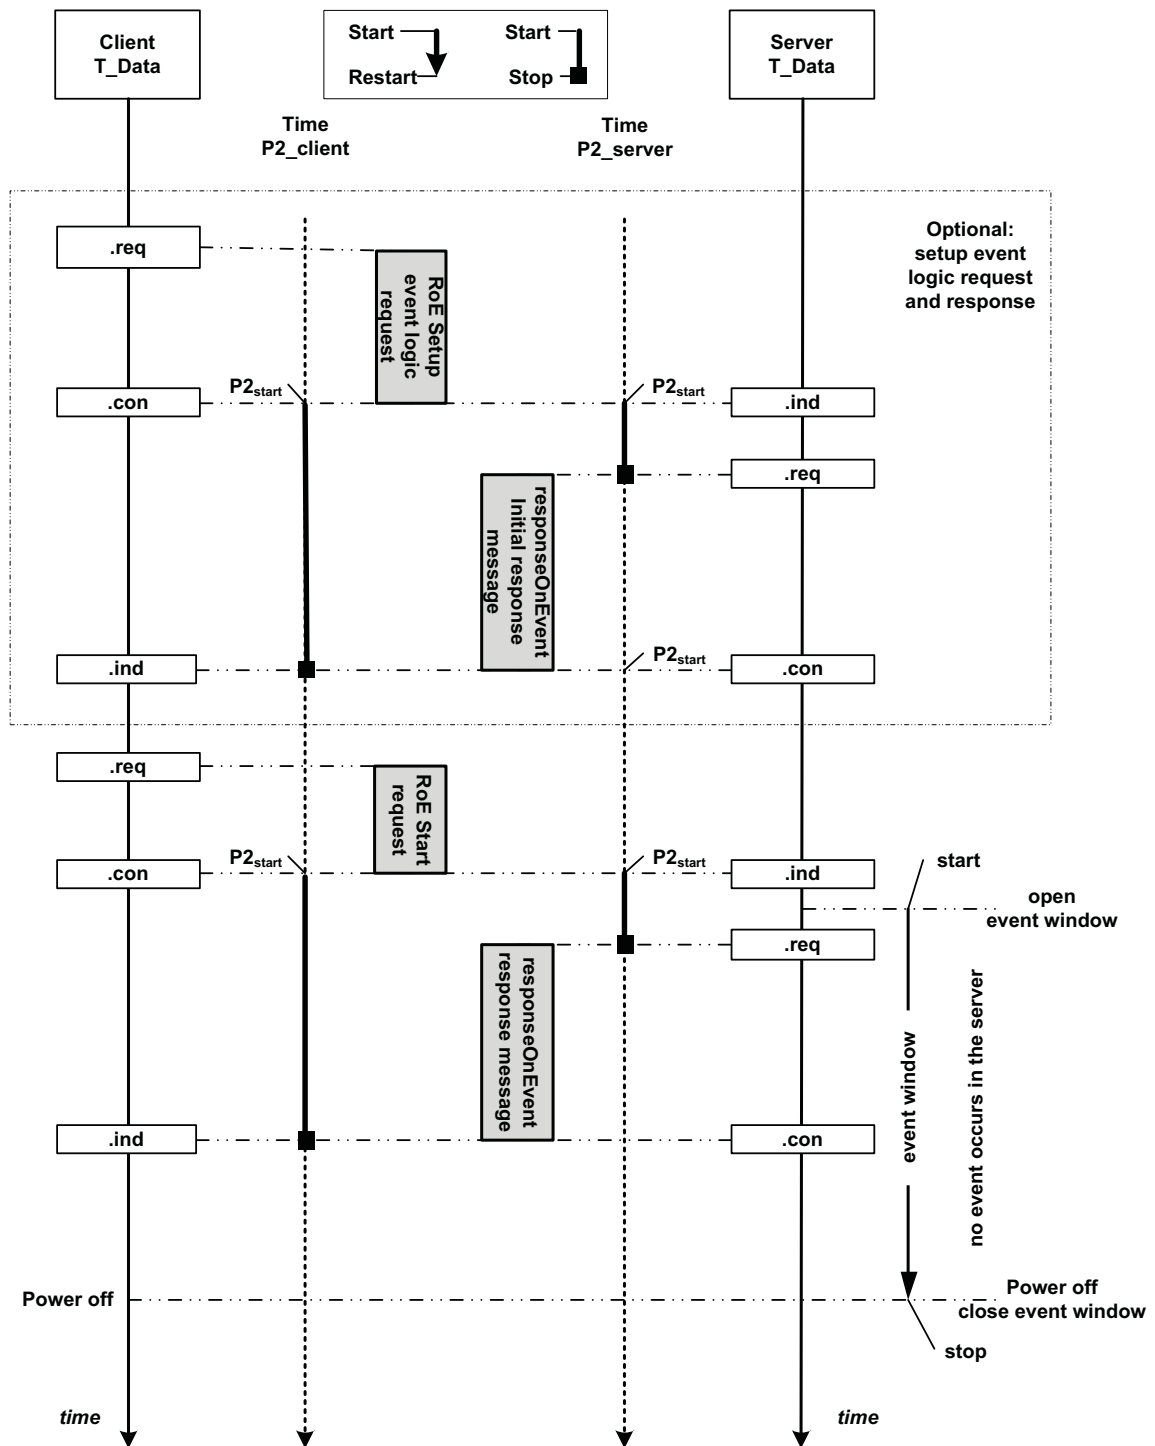 Client
T_Data
Start
Restart
Start
Stop
Server
T_Data
Time
P2_client
Time
P2_server
Optional:
setup event
logic request
and response
.req
RoE Setup
event logic
request
.con
P2start
P2start
.ind
.req
responseOnEvent
Initial response
message
.ind
P2start
.con
.req
RoE Start
request
.con
P2start
P2start
.ind
start
open
event window
.req
responseOnEvent
response message
event window
no event occurs in the server
.ind
.con
Power off
Power off
close event window
stop
time
time